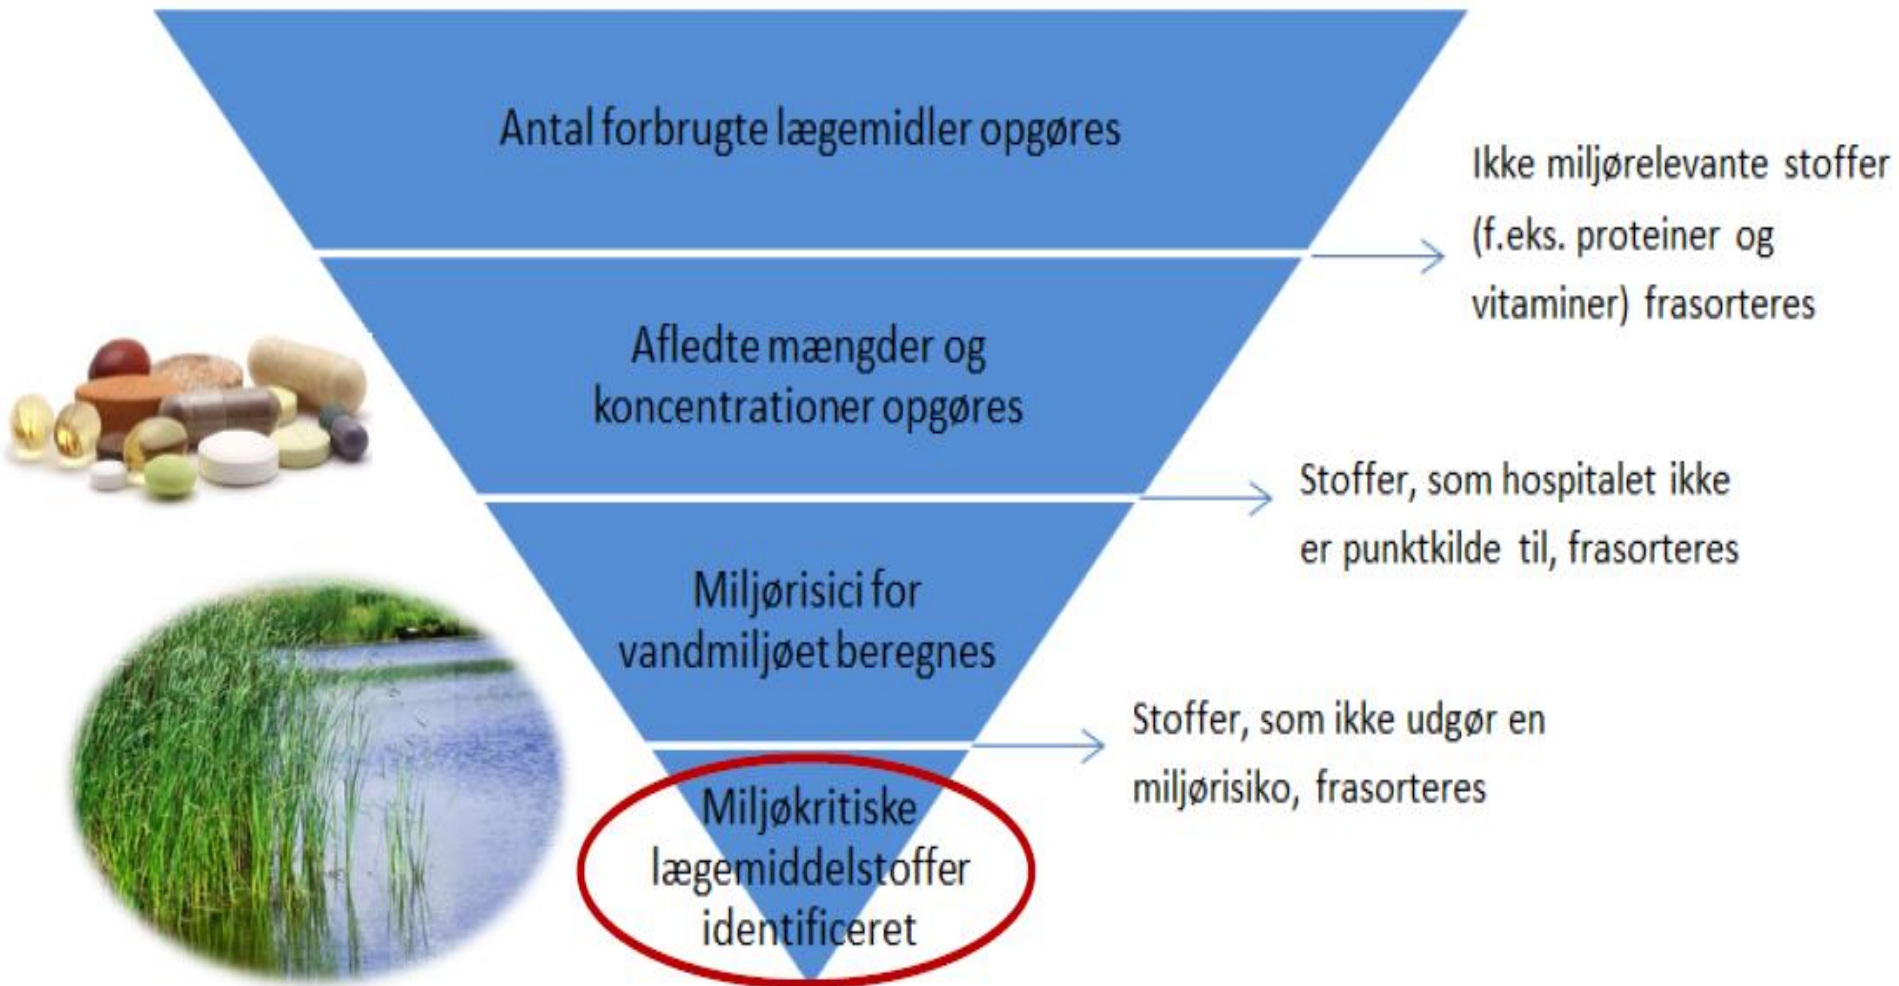 Antal forbrugte lægemidler opgøres
Ikke miljørelevante stoffer
(f.eks. proteiner og
vitaminer) frasorteres
Afledte mængder og
koncentrationer opgøres
Stoffer, som hospitalet ikke
er punktkilde til, frasorteres
Miljørisici for
vandmiljøet beregnes
Stoffer, som ikke udgør en
miljørisiko, frasorteres
Miljøkritiske
lægemiddelstoffer
identificeret